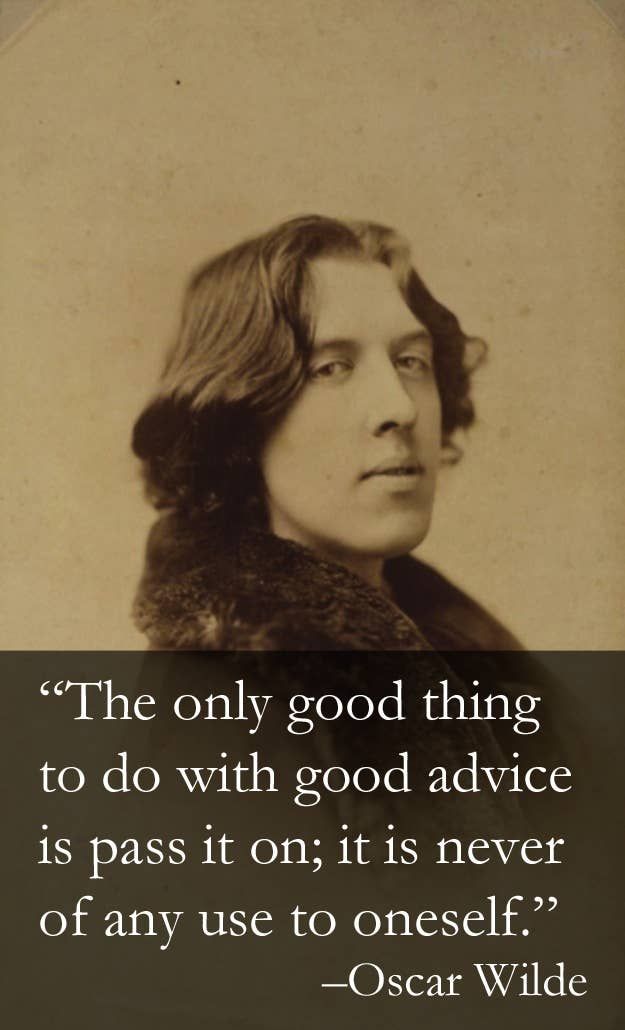 “The only good thing
to do with good advice
is pass it on; it is never
of any use to oneself.”
–Oscar Wilde